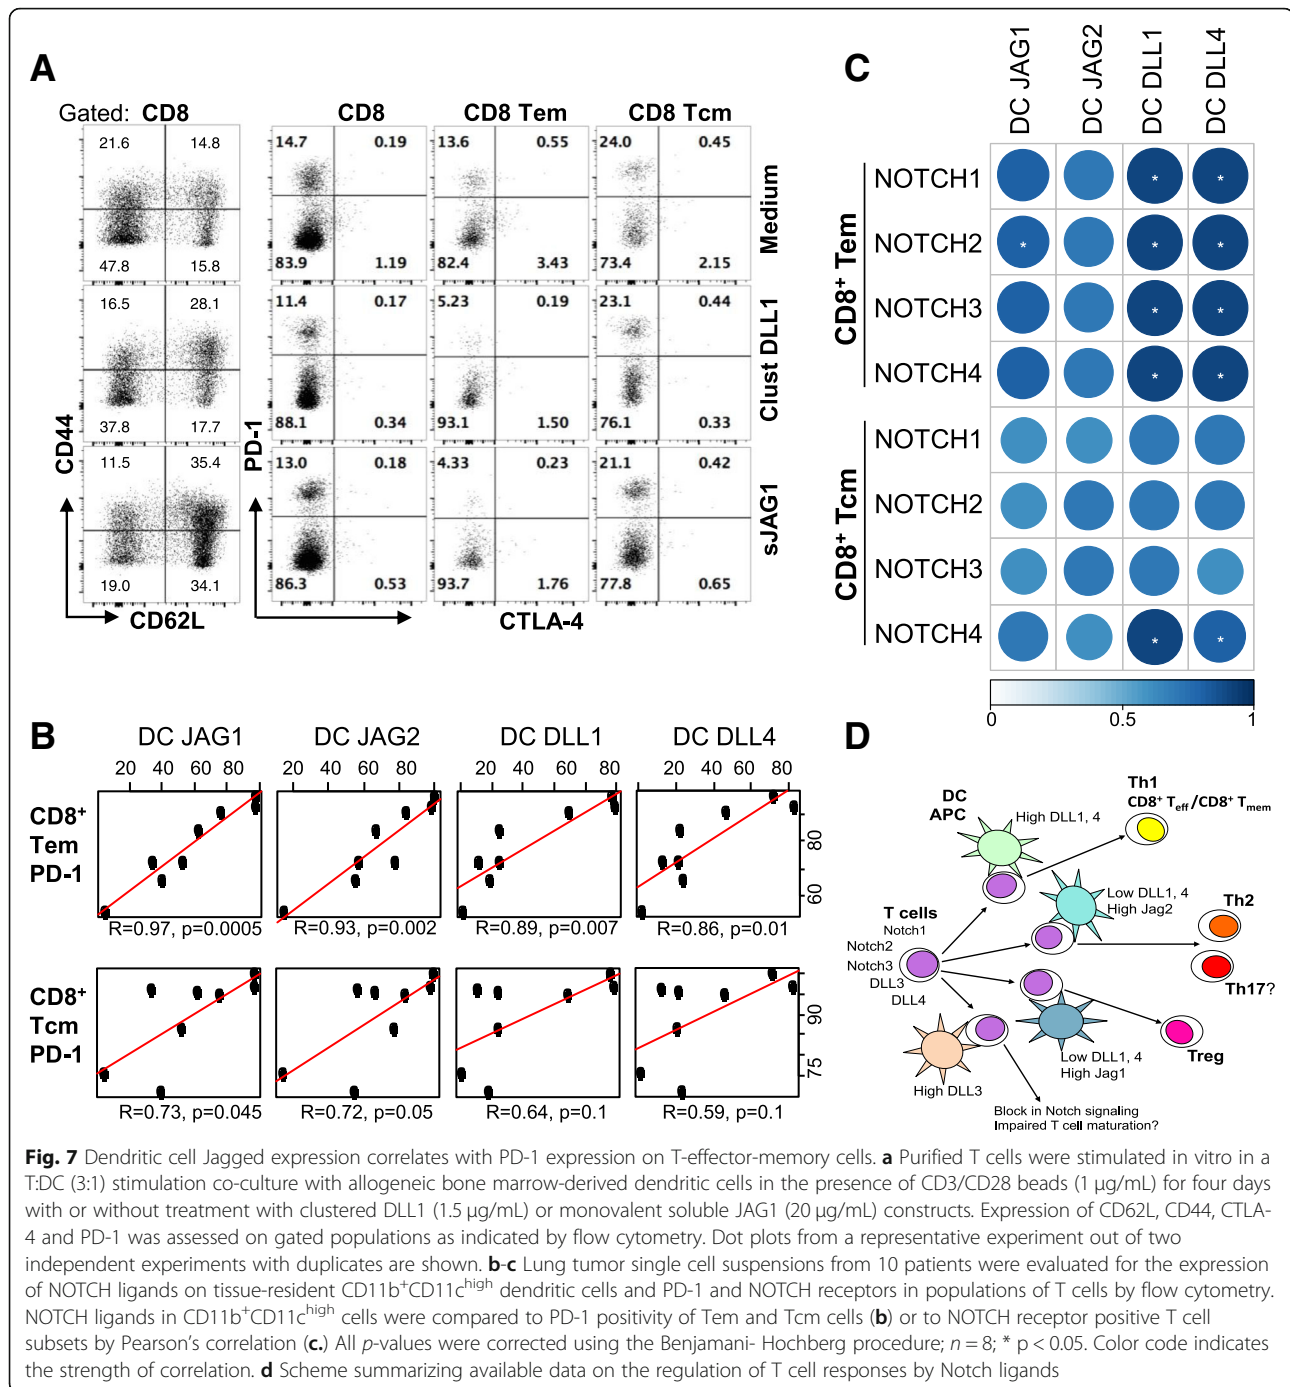 A
Gated: CD8
CD8
CD8 Tem
CD8 Tcm
21.6 14.8
47.8 15.8
14.7 0.19
83.9 1.19
13.6 0.55
82.4 3.43
24.0 0.45
73.4 2.15
Medium
16.5 28.1
37.8 17.7
11.4 0.17
88.1 0.34
5.23 0.19
93.1 1.50
23.1 0.44
76.1 0.33
Clust DLL1
11.5 35.4
19.0 34.1
13.0 0.18
86.3 0.53
4.33 0.23
93.7 1.76
21.1 0.42
77.8 0.65
sJAG1
CD44
CD62L
PD-1
CTLA-4
C
DC JAG1
DC JAG2
DC DLL1
DC DLL4
CD8+ Tem
NOTCH1 * *
NOTCH2 * * *
NOTCH3 * *
NOTCH4 * *
CD8+ Tcm
NOTCH1
NOTCH2
NOTCH3
NOTCH4 * *
0 0.5 1
B
DC JAG1 DC JAG2 DC DLL1 DC DLL4
20 40 60 80 20 40 60 80 20 40 60 80 20 40 60 80
CD8+
Tem
PD-1
80
60
R=0.97, p=0.0005 R=0.93, p=0.002 R=0.89, p=0.007 R=0.86, p=0.01
CD8+
Tcm
PD-1
90
75
R=0.73, p=0.045 R=0.72, p=0.05 R=0.64, p=0.1 R=0.59, p=0.1
D
DC
APC
High DLL1, 4
Th1
CD8+ Teff/CD8+ Tmem
T cells
Notch1
Notch2
Notch3
DLL3
DLL4
Low DLL1, 4
High Jag2
Th2
Th17?
Low DLL1, 4
High Jag1
Treg
High DLL3
Block in Notch signaling
Impaired T cell maturation?
Fig. 7 Dendritic cell Jagged expression correlates with PD-1 expression on T-effector-memory cells. a Purified T cells were stimulated in vitro in a
T:DC (3:1) stimulation co-culture with allogeneic bone marrow-derived dendritic cells in the presence of CD3/CD28 beads (1 μg/mL) for four days
with or without treatment with clustered DLL1 (1.5 μg/mL) or monovalent soluble JAG1 (20 μg/mL) constructs. Expression of CD62L, CD44, CTLA-
4 and PD-1 was assessed on gated populations as indicated by flow cytometry. Dot plots from a representative experiment out of two
independent experiments with duplicates are shown. b-c Lung tumor single cell suspensions from 10 patients were evaluated for the expression
of NOTCH ligands on tissue-resident CD11b+CD11chigh dendritic cells and PD-1 and NOTCH receptors in populations of T cells by flow cytometry.
NOTCH ligands in CD11b+CD11chigh cells were compared to PD-1 positivity of Tem and Tcm cells (b) or to NOTCH receptor positive T cell
subsets by Pearson's correlation (c.) All p-values were corrected using the Benjamani- Hochberg procedure; n = 8; * p < 0.05. Color code indicates
the strength of correlation. d Scheme summarizing available data on the regulation of T cell responses by Notch ligands